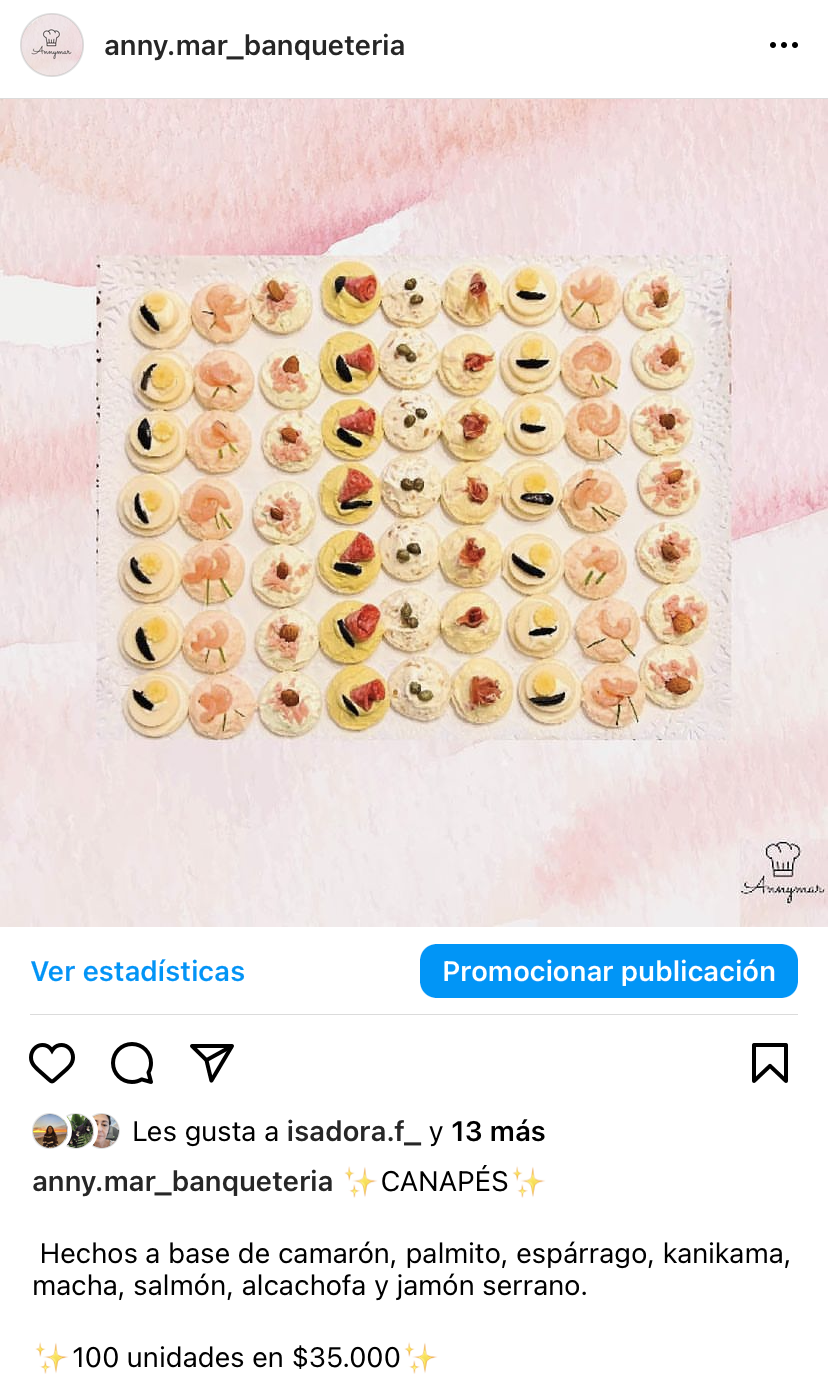 Annymar
anny.mar_banqueteria
Annymar
Ver estadísticas
Promocionar publicación
Les gusta a isadora.f_ y 13 más
anny.mar_banqueteria ✨CANAPÉS✨
Hechos a base de camarón, palmito, espárrago, kanikama,
macha, salmón, alcachofa y jamón serrano.
✨100 unidades en $35.000✨